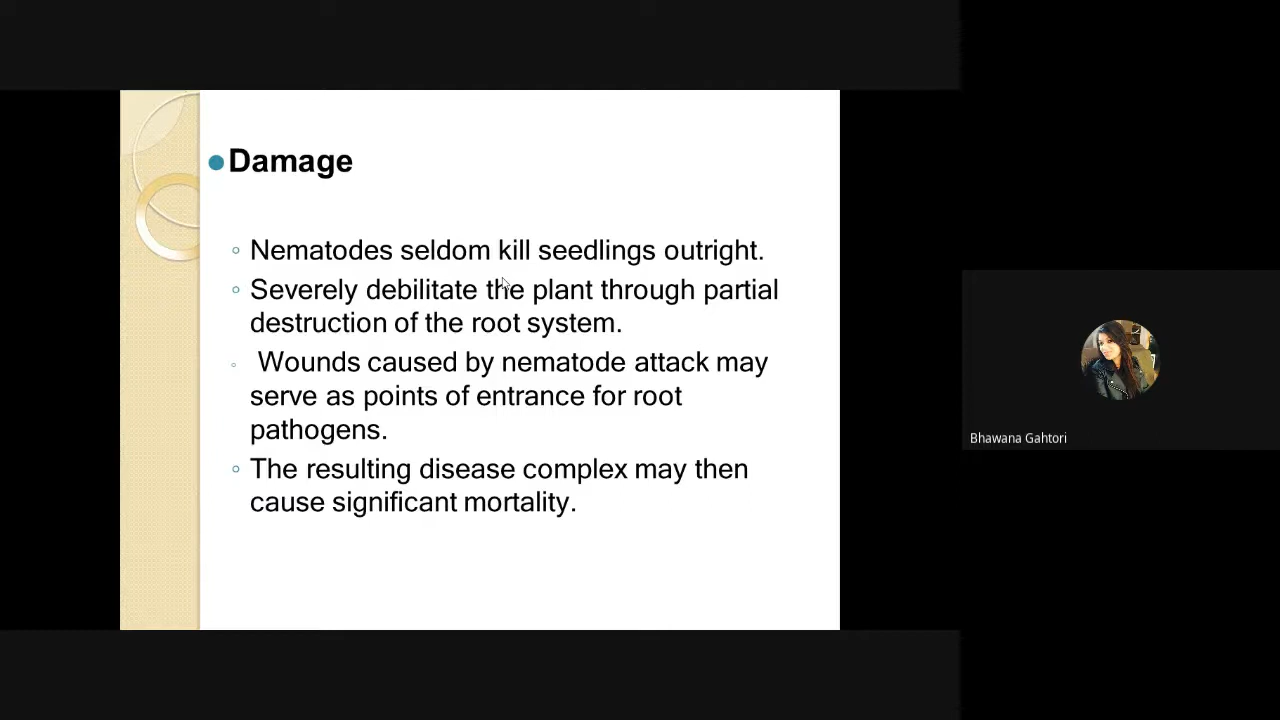 Damage
Nematodes seldom kill seedlings outright.
Severely debilitate the plant through partial
destruction of the root system.
Wounds caused by nematode attack may
serve as points of entrance for root
pathogens.
The resulting disease complex may then
cause significant mortality.
Bhawana Gahtori